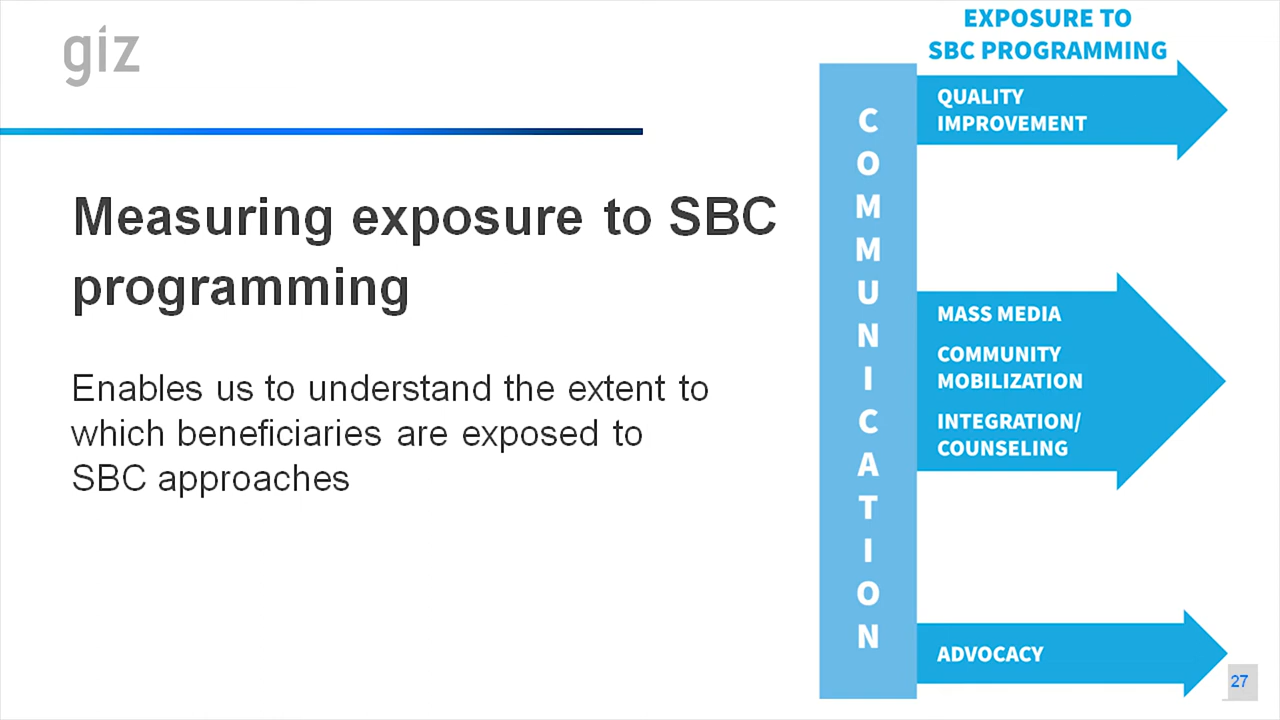 giz
Measuring exposure to SBC
programming
Enables us to understand the extent to
which beneficiaries are exposed to
SBC approaches
EXPOSURE TO
SBC PROGRAMMING
COMMUNICATION
QUALITY
IMPROVEMENT
MASS MEDIA
COMMUNITY
MOBILIZATION
INTEGRATION/
COUNSELING
ADVOCACY
27